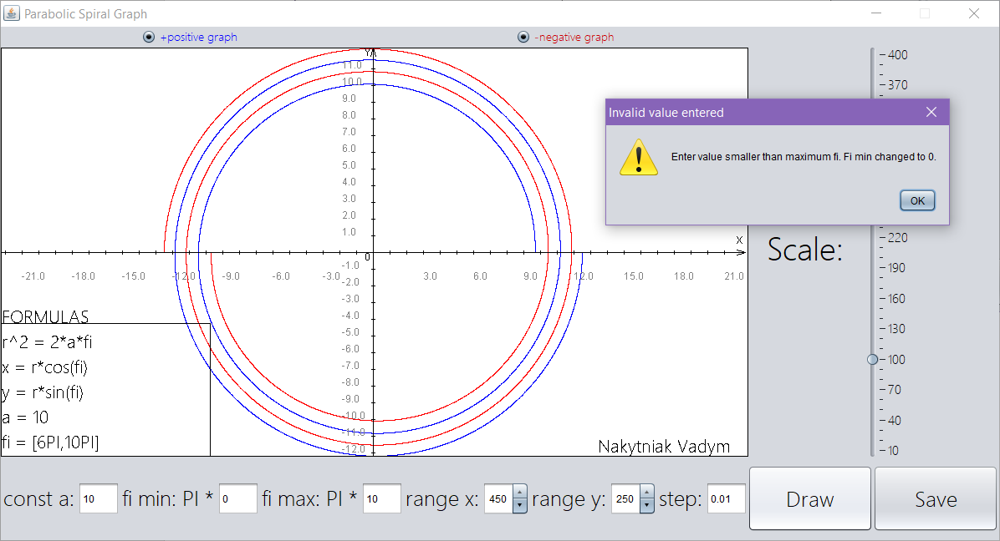 Parabolic Spiral Graph
+positive graph
-negative graph
Y
11.0
10.0
9.0
8.0
7.0
6.0
5.0
4.0
3.0
2.0
1.0
X
0
-21.0 -18.0 -15.0 -12.0 -9.0 -6.0 -3.0 3.0 6.0 9.0 12.0 15.0 18.0 21.0
-1.0
-2.0
-3.0
-4.0
-5.0
-6.0
-7.0
-8.0
-9.0
-10.0
-11.0
-12.0
FORMULAS
r^2 = 2*a*fi
x = r*cos(fi)
y = r*sin(fi)
a = 10
fi = [6PI,10PI]
Nakytniak Vadym
Invalid value entered
Enter value smaller than maximum fi. Fi min changed to 0.
OK
Scale:
400
370
220
190
160
130
100
70
40
10
const a: 10 fi min: PI * 0 fi max: PI * 10 range x: 450 range y: 250 step: 0.01 Draw Save